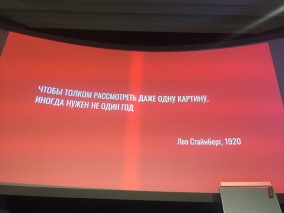 ЧТОБЫ ТОЛКОМ РАССМОТРЕТЬ ДАЖЕ ОДНУ КАРТИНУ,
ИНОГДА НУЖЕН НЕ ОДИН ГОД
Лео Стайнберг, 1920